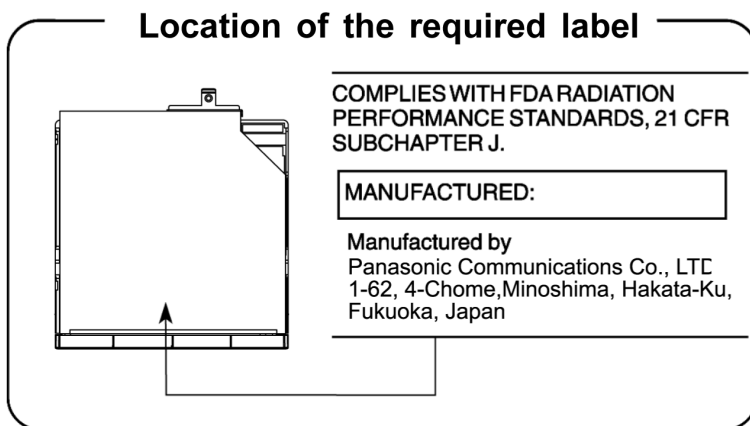 Location of the required label
COMPLIES WITH FDA RADIATION
PERFORMANCE STANDARDS, 21 CFR
SUBCHAPTER J.
MANUFACTURED:
Manufactured by
Panasonic Communications Co., LTD
1-62, 4-Chome,Minoshima, Hakata-Ku,
Fukuoka, Japan